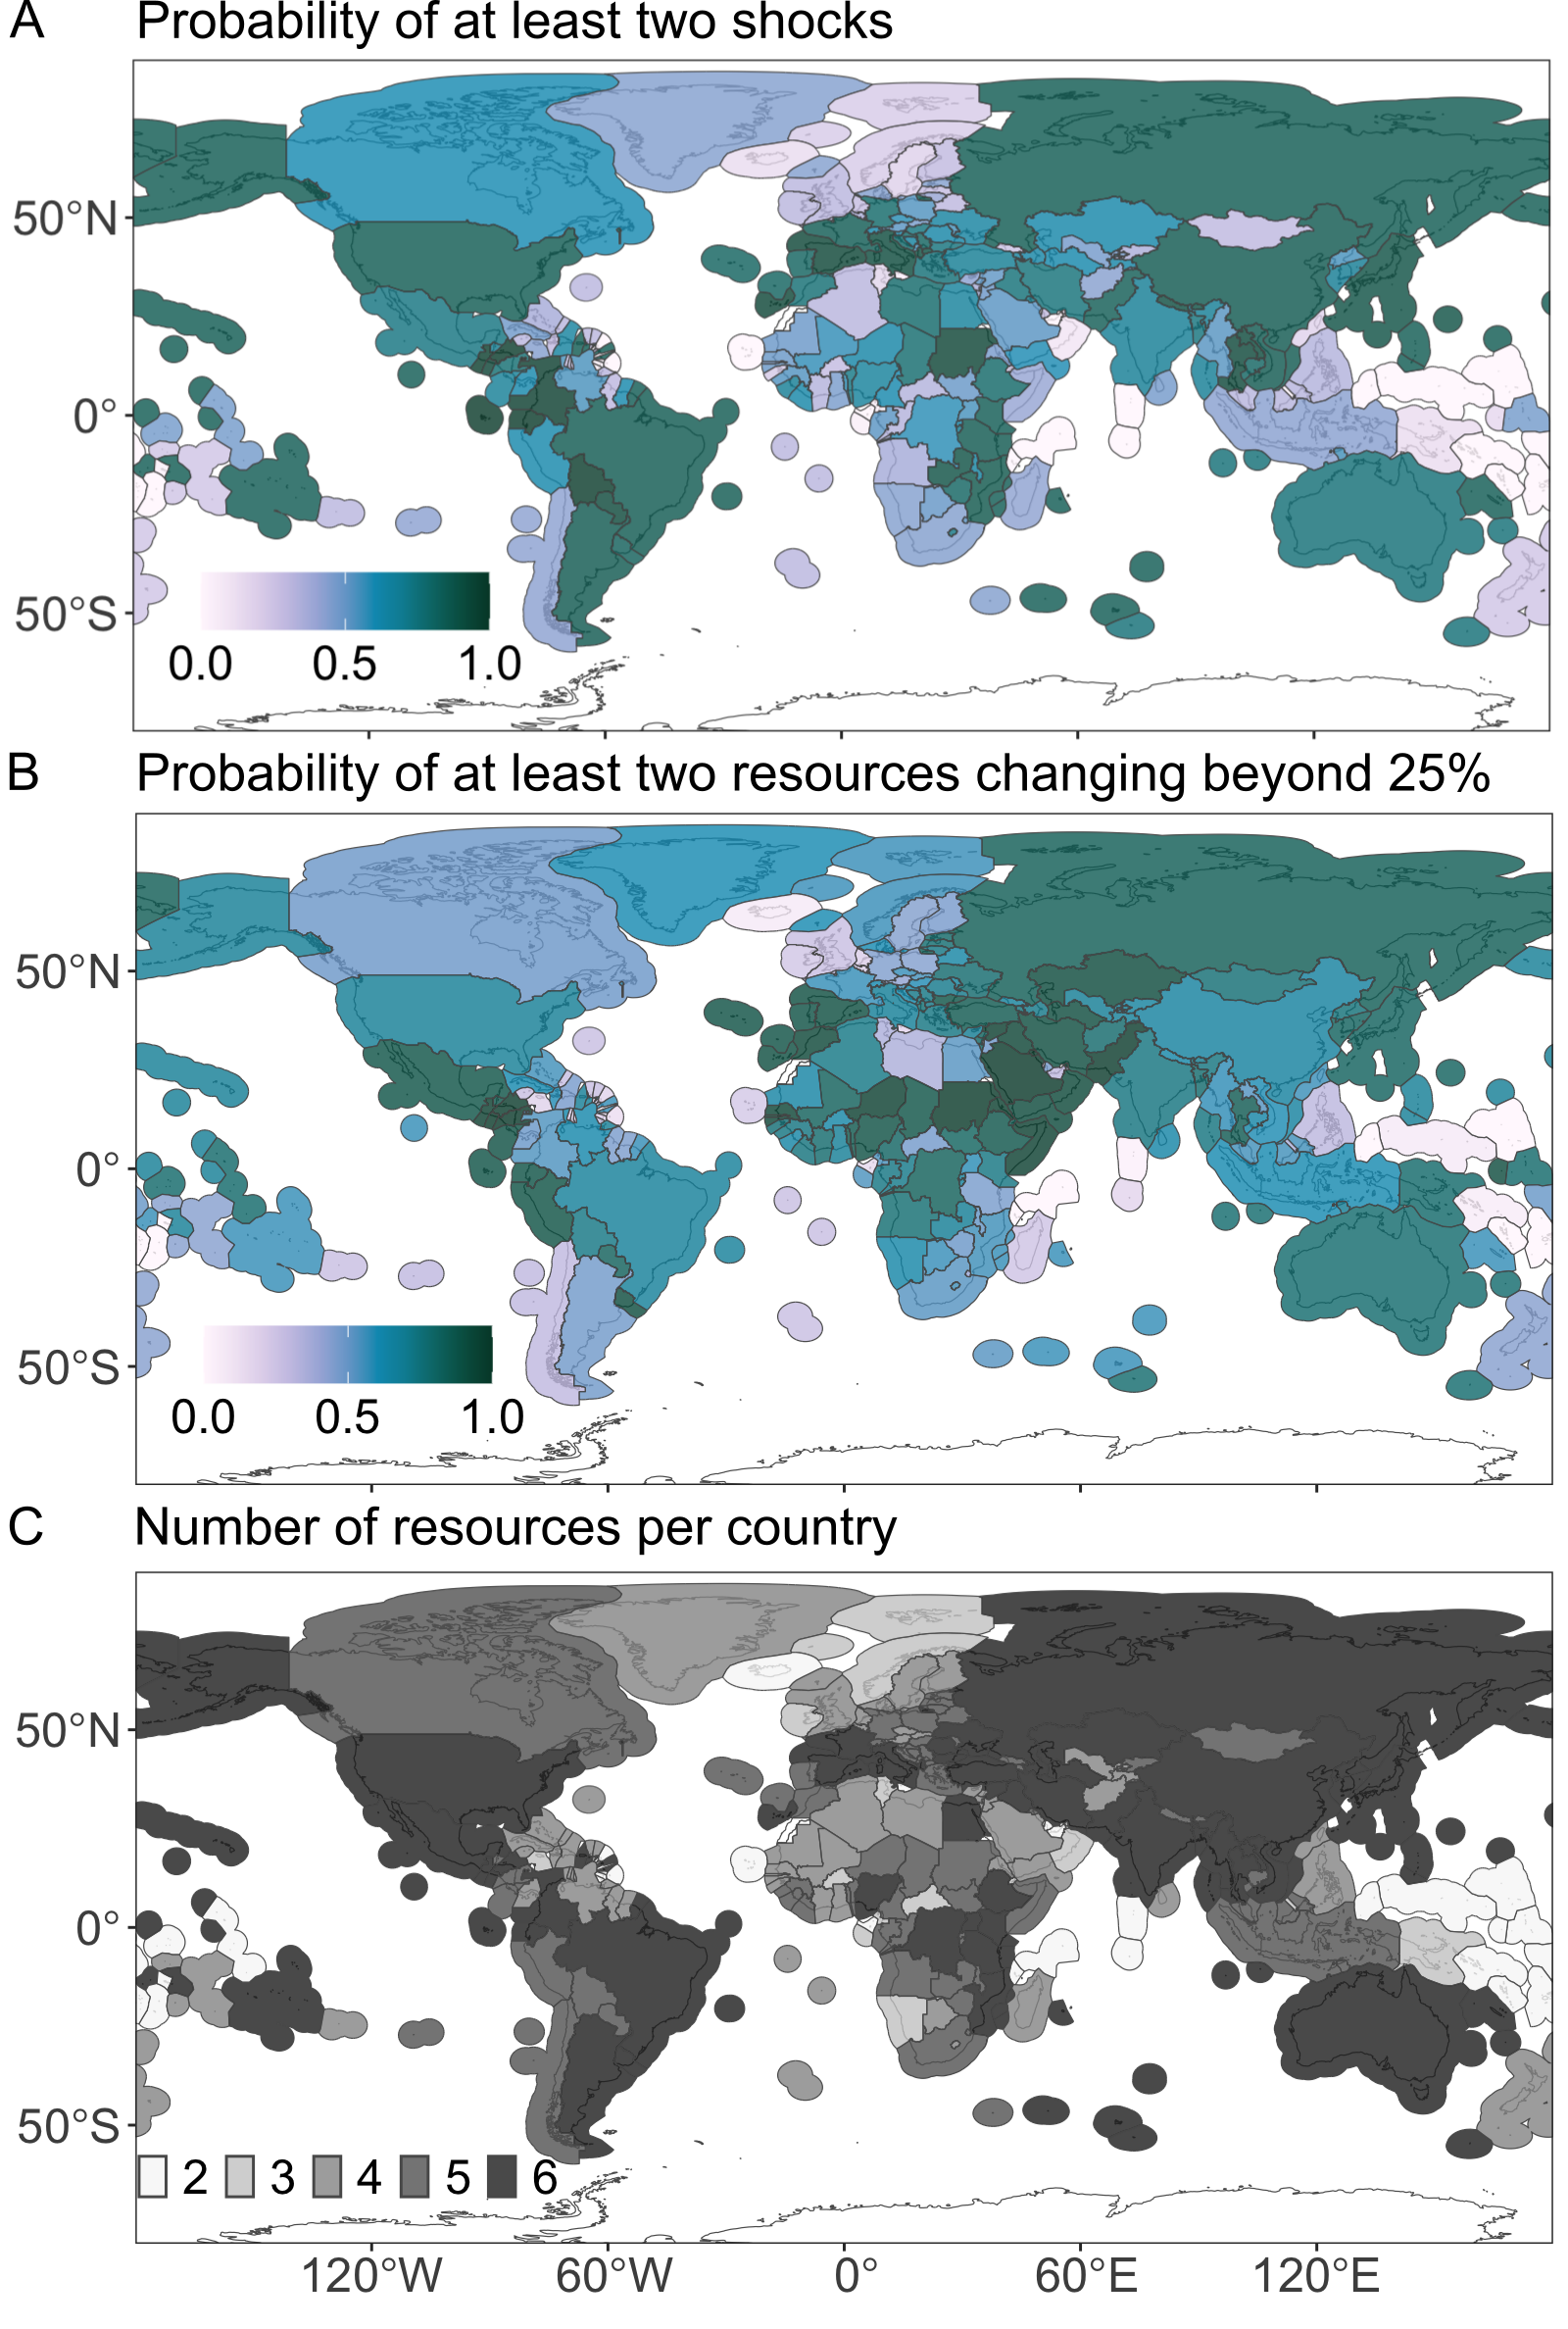 A Probability of at least two shocks
50°N
0°
50°S
0.0 0.5 1.0
B Probability of at least two resources changing beyond 25%
50°N
0°
50°S
0.0 0.5 1.0
C Number of resources per country
50°N
0°
50°S
2 3 4 5 6
120°W 60°W 0° 60°E 120°E